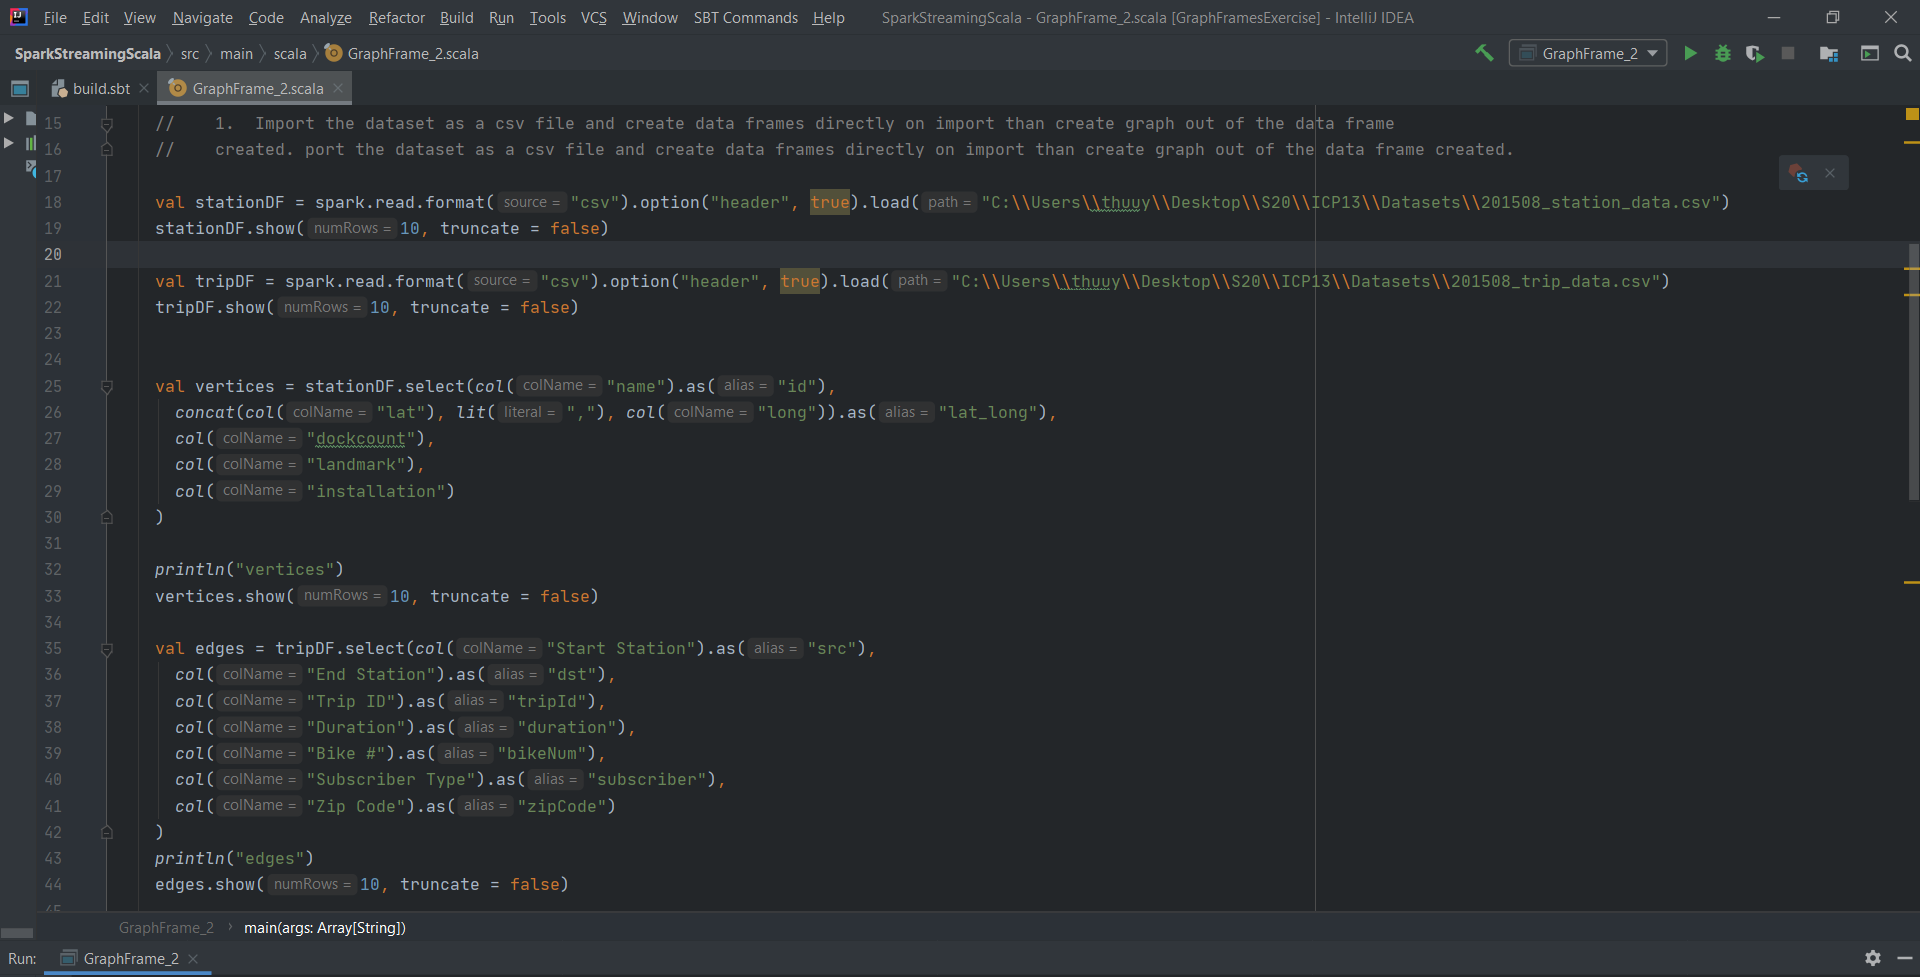 File Edit View Navigate Code Analyze Refactor Build Run Tools VCS Window SBT Commands Help SparkStreamingScala - GraphFrame_2.scala [GraphFramesExercise] - IntelliJ IDEA
SparkStreamingScala src main scala GraphFrame_2.scala GraphFrame_2
build.sbt GraphFrame_2.scala
15 // 1. Import the dataset as a csv file and create data frames directly on import than create graph out of the data frame
16 // created. port the dataset as a csv file and create data frames directly on import than create graph out of the data frame created.
17
18 val stationDF = spark.read.format( source = "csv").option("header", true).load( path = "C:\\Users\\thuuy\\Desktop\\S20\\ICP13\\Datasets\\201508_station_data.csv")
19 stationDF.show( numRows = 10, truncate = false)
20
21 val tripDF = spark.read.format( source = "csv").option("header", true).load( path = "C:\\Users\\thuuy\\Desktop\\S20\\ICP13\\Datasets\\201508_trip_data.csv")
22 tripDF.show( numRows = 10, truncate = false)
23
24
25 val vertices = stationDF.select(col( colName = "name").as( alias = "id"),
26 concat(col( colName = "lat"), lit( literal = ","), col( colName = "long")).as( alias = "lat_long"),
27 col( colName = "dockcount"),
28 col( colName = "landmark"),
29 col( colName = "installation")
30 )
31
32 println("vertices")
33 vertices.show( numRows = 10, truncate = false)
34
35 val edges = tripDF.select(col( colName = "Start Station").as( alias = "src"),
36 col( colName = "End Station").as( alias = "dst"),
37 col( colName = "Trip ID").as( alias = "tripId"),
38 col( colName = "Duration").as( alias = "duration"),
39 col( colName = "Bike #").as( alias = "bikeNum"),
40 col( colName = "Subscriber Type").as( alias = "subscriber"),
41 col( colName = "Zip Code").as( alias = "zipCode")
42 )
43 println("edges")
44 edges.show( numRows = 10, truncate = false)
45
GraphFrame_2 › main(args: Array[String])
Run: GraphFrame_2